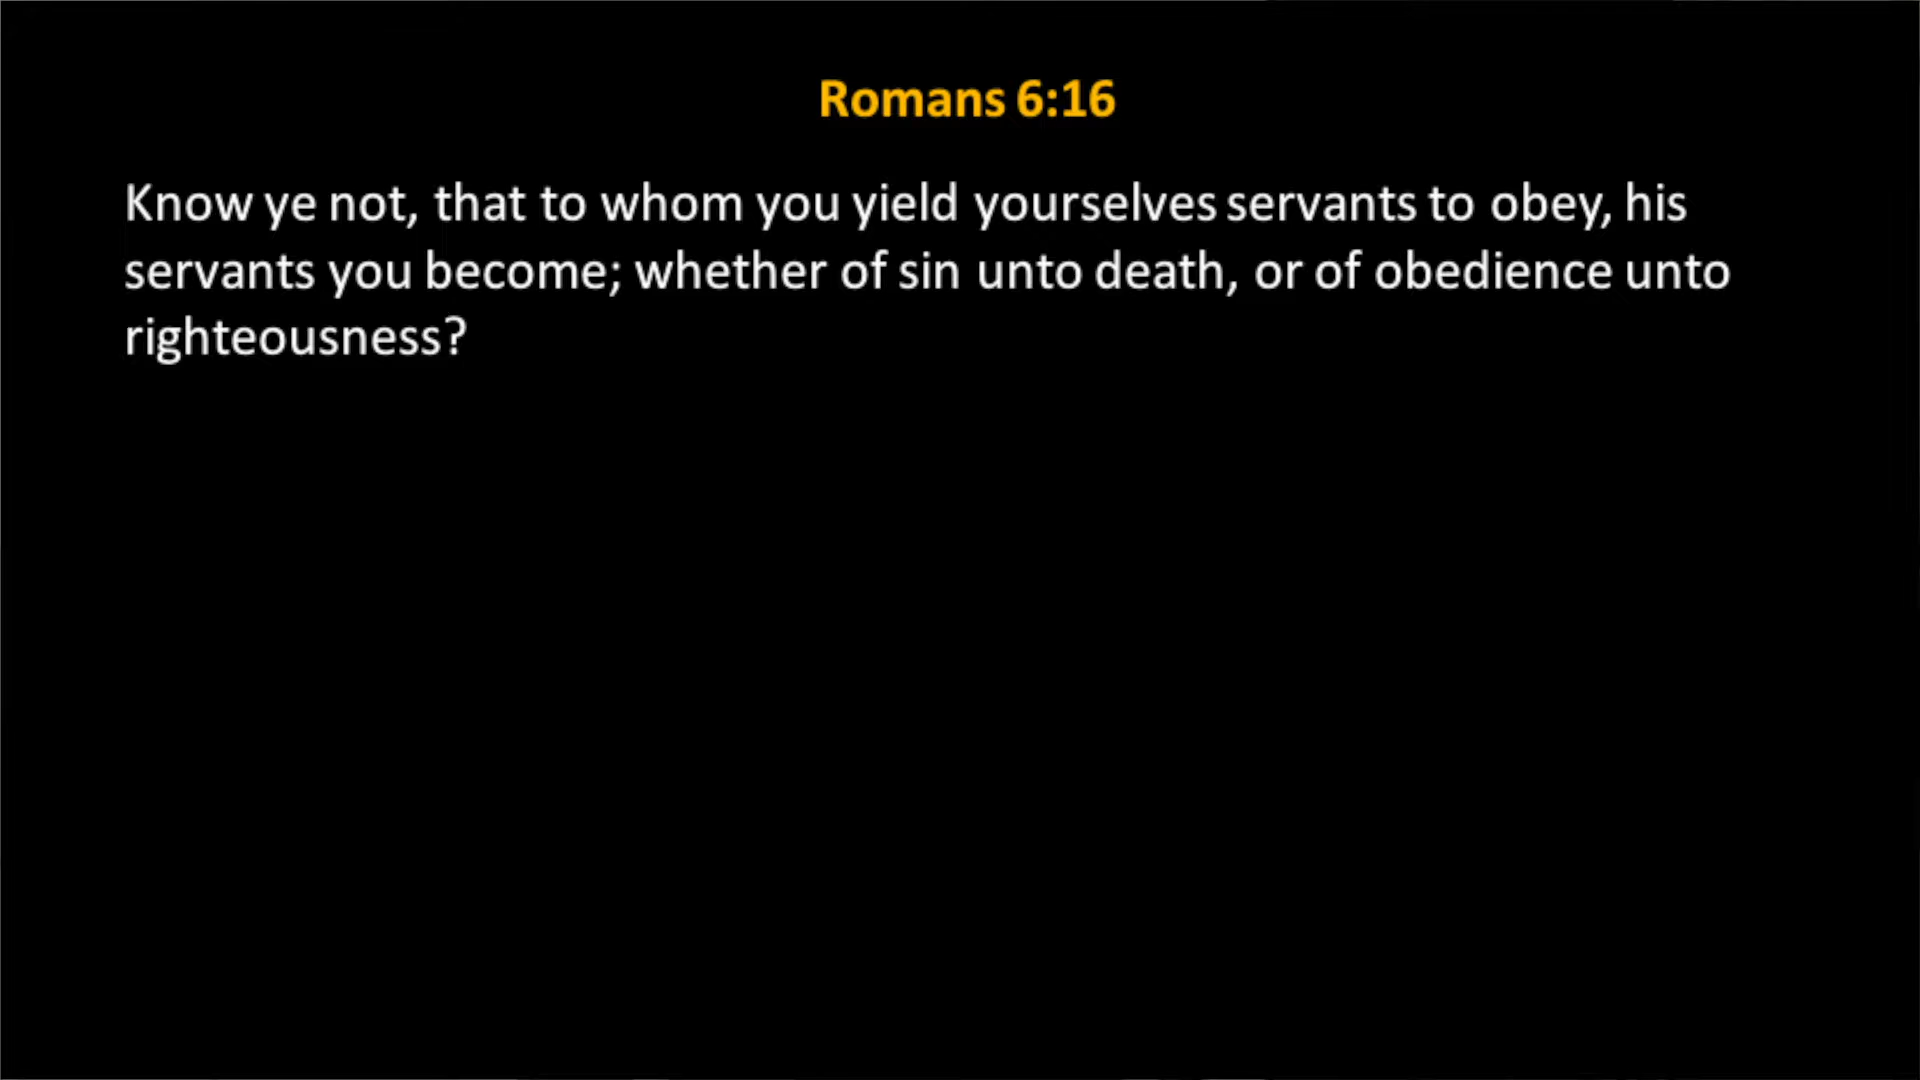 Romans 6:16
Know ye not, that to whom you yield yourselves servants to obey, his
servants you become; whether of sin unto death, or of obedience unto
righteousness?